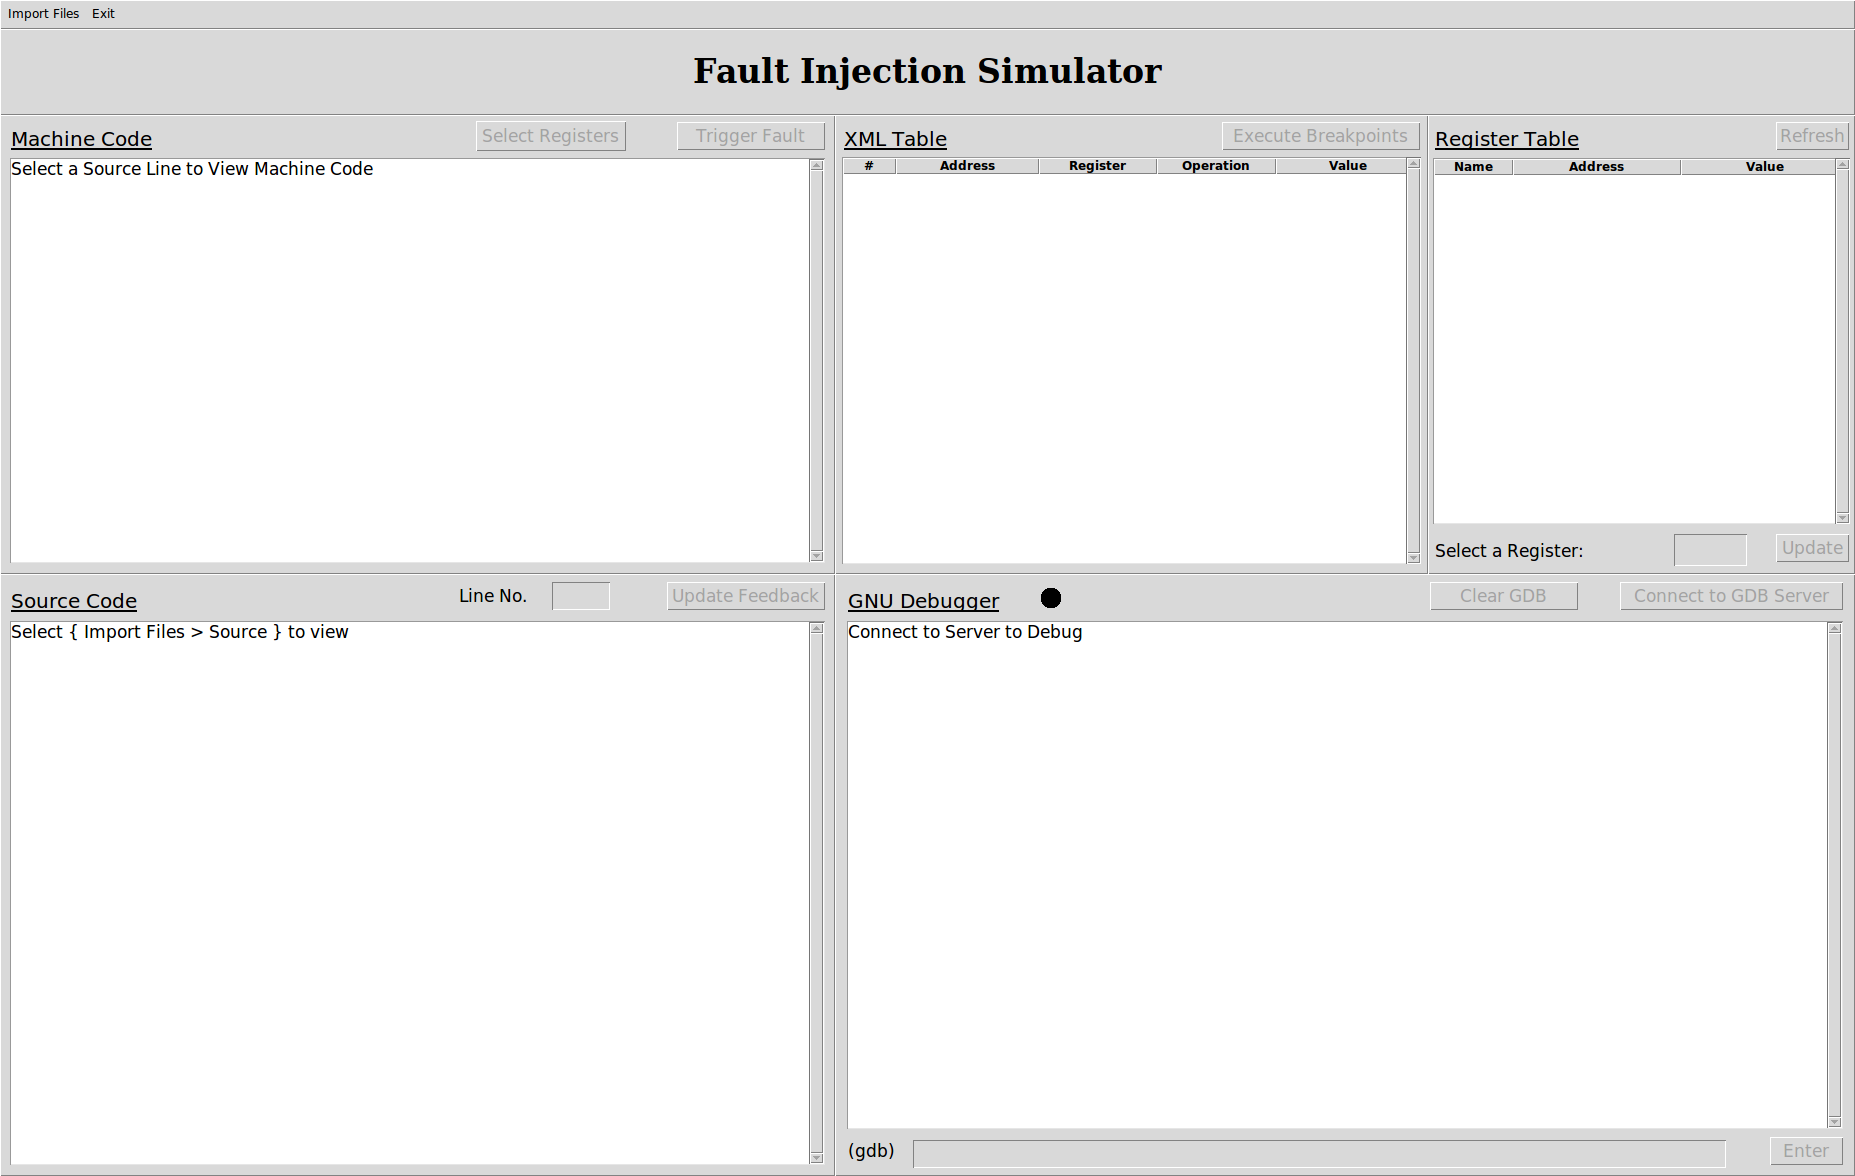 Import Files Exit
Fault Injection Simulator
Machine Code Select Registers Trigger Fault
Select a Source Line to View Machine Code
XML Table Execute Breakpoints
# Address Register Operation Value
Register Table Refresh
Name Address Value
Select a Register: Update
Source Code Line No. Update Feedback
Select { Import Files > Source } to view
GNU Debugger Clear GDB Connect to GDB Server
Connect to Server to Debug
(gdb) Enter